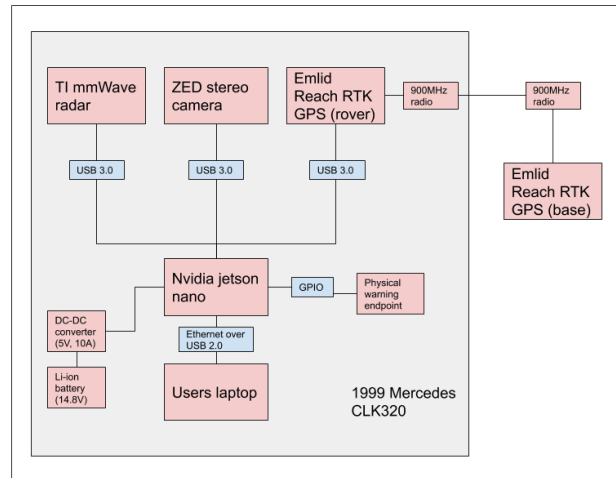 TI mmWave
radar
ZED stereo
camera
Emlid
Reach RTK
GPS (rover)
900MHz
radio
900MHz
radio
USB 3.0
USB 3.0
USB 3.0
Emlid
Reach RTK
GPS (base)
Nvidia jetson
nano
GPIO
Physical
warning
endpoint
DC-DC
converter
(5V, 10A)
Ethernet over
USB 2.0
Li-ion
battery
(14.8V)
Users laptop
1999 Mercedes
CLK320